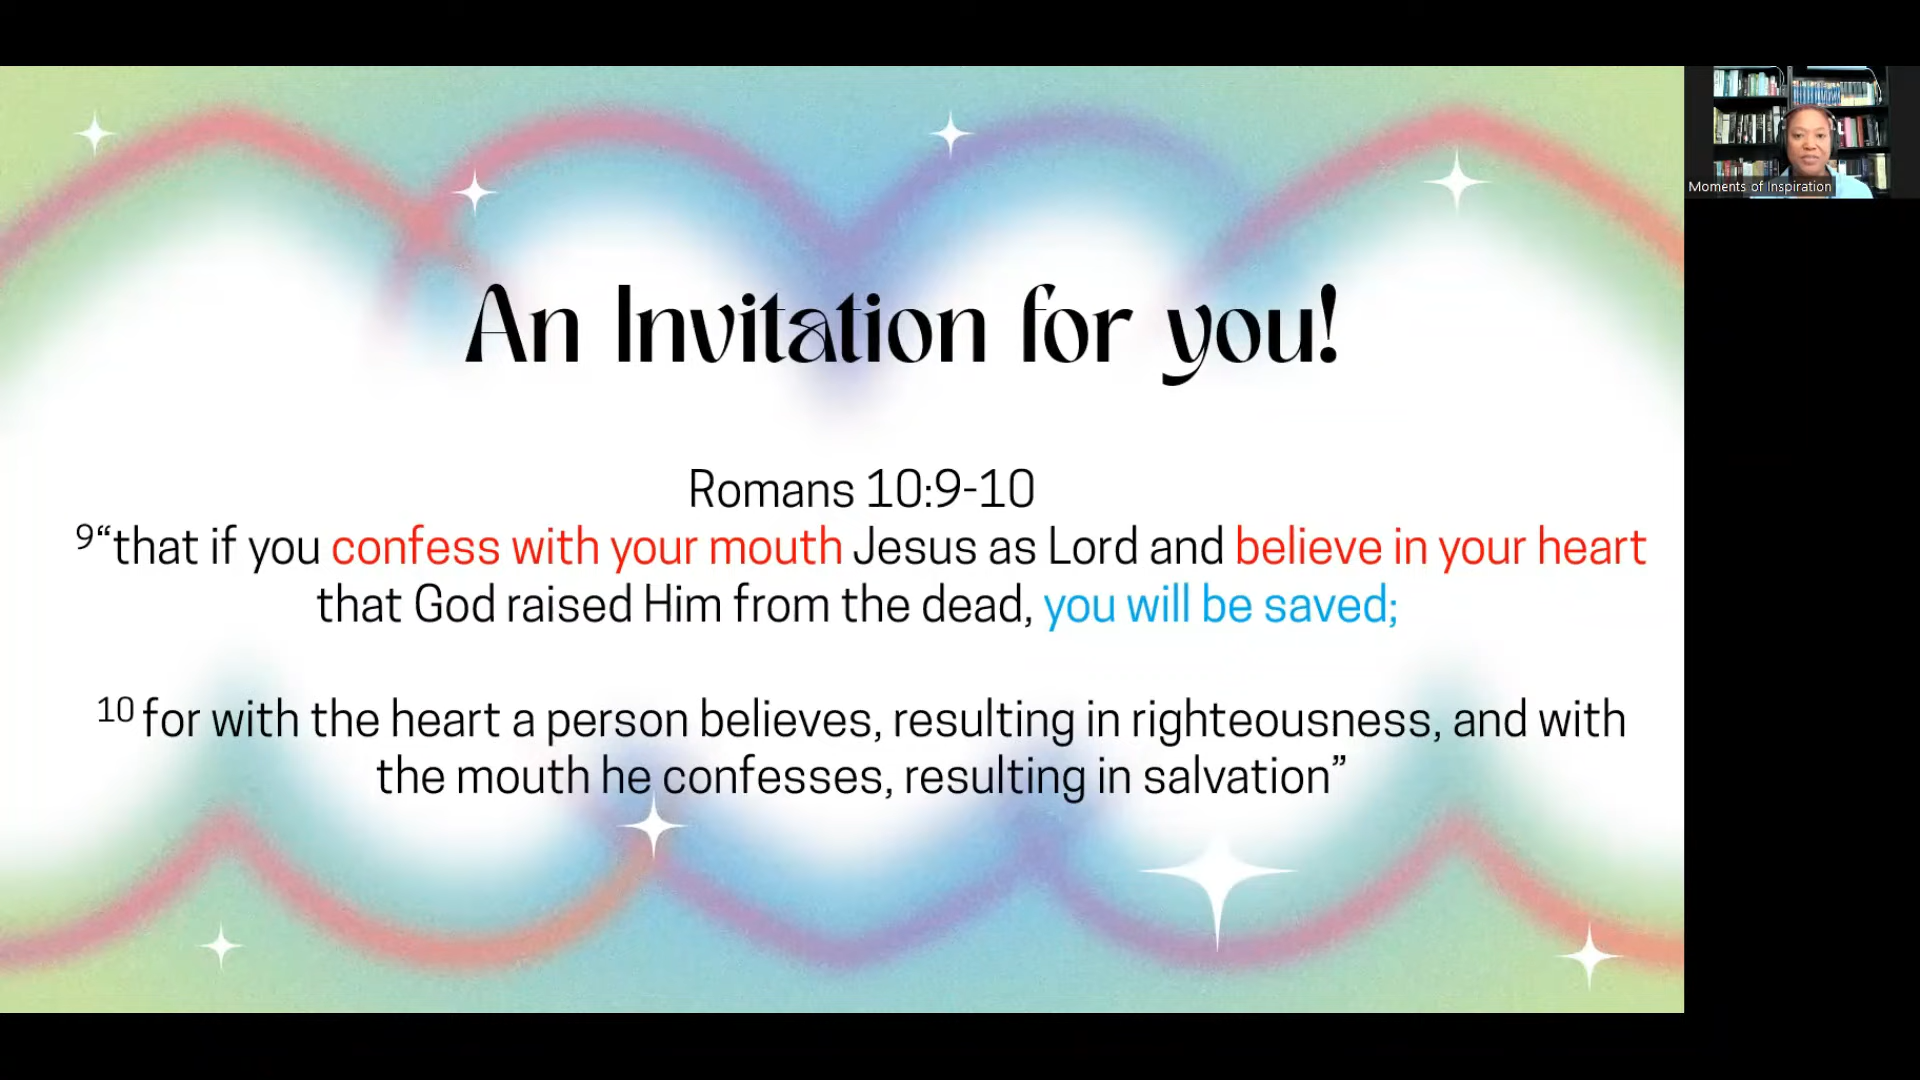 An Invitation for you!
Romans 10:9-10
9“that if you confess with your mouth Jesus as Lord and believe in your heart
that God raised Him from the dead, you will be saved;
10 for with the heart a person believes, resulting in righteousness, and with
the mouth he confesses, resulting in salvation”
Moments of Inspiration